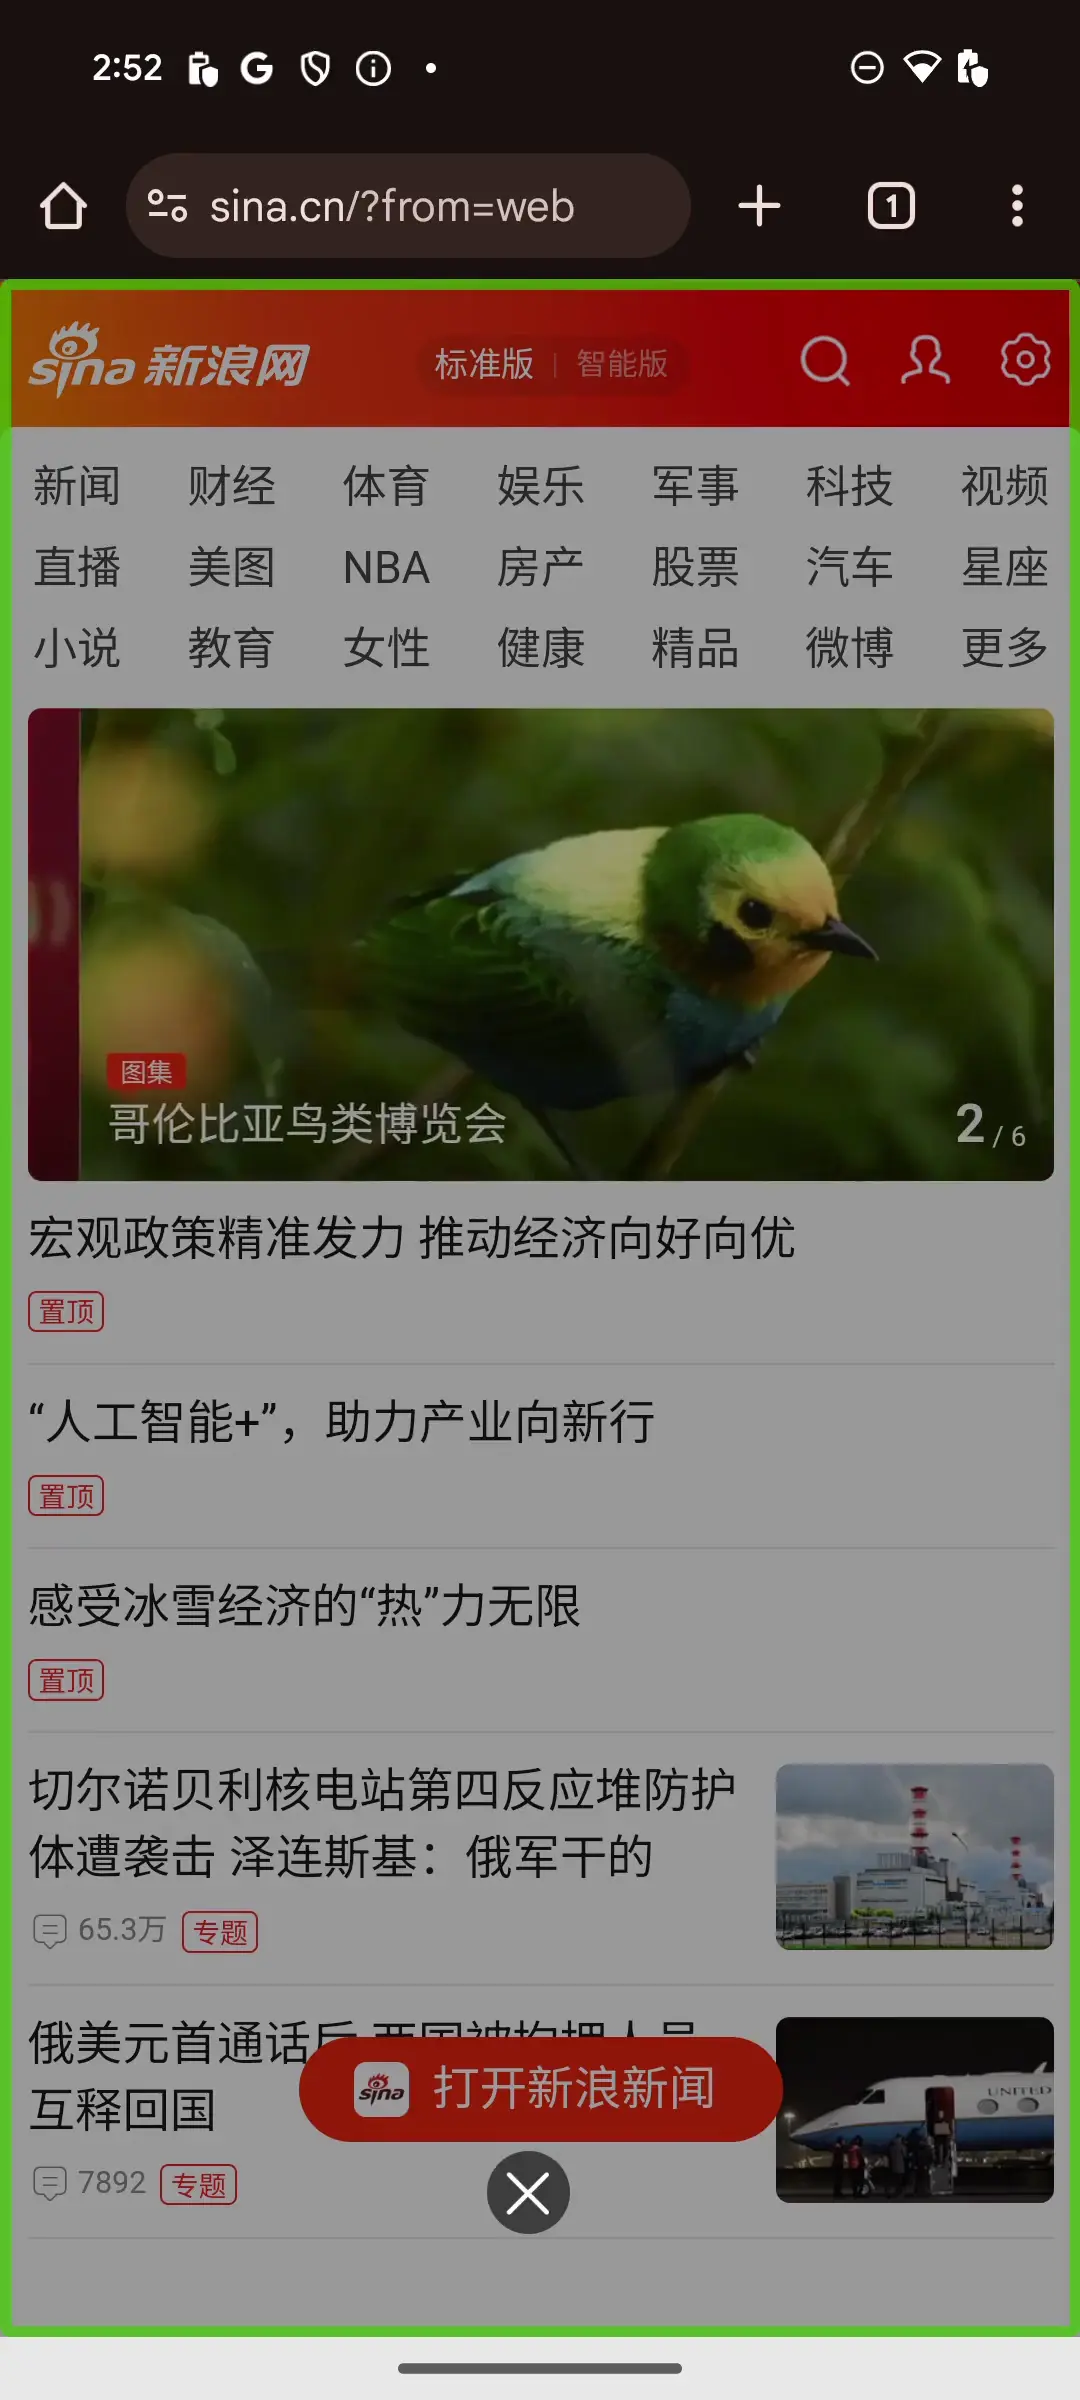 2:52
sina.cn/?from=web
1
sina 新浪网
标准版 | 智能版
新闻 财经 体育 娱乐 军事 科技 视频
直播 美图 NBA 房产 股票 汽车 星座
小说 教育 女性 健康 精品 微博 更多
图集
哥伦比亚鸟类博览会
2 / 6
宏观政策精准发力 推动经济向好向优
置顶
“人工智能+”，助力产业向新行
置顶
感受冰雪经济的“热”力无限
置顶
切尔诺贝利核电站第四反应堆防护
体遭袭击 泽连斯基：俄军干的
65.3万 专题
俄美元首通话后 两国被拘押人员
互释回国
UNITED
sina 打开新浪新闻
7892 专题